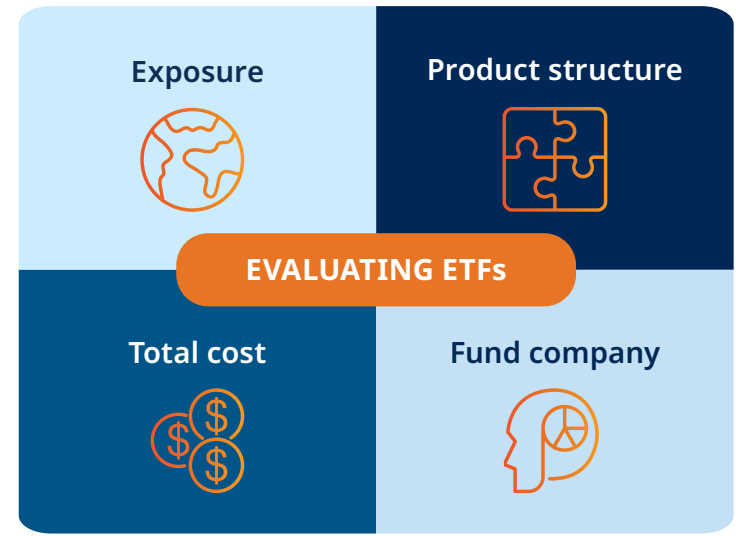 Exposure
Product structure
EVALUATING ETFs
Total cost
$
$
$
Fund company